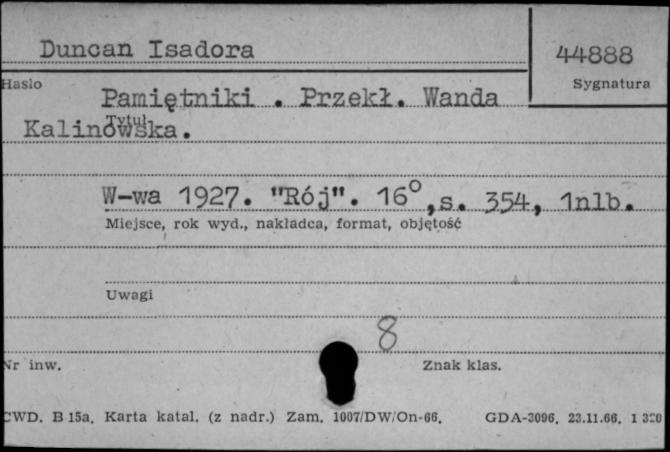 Duncan Isadora
44888
Hasło
Sygnatura
Pamiętniki . Przekł. Wanda
Tytuł
Kalinowska.
W-wa 1927. "Rój". 16°, s. 354, 1nlb.
Miejsce, rok wyd., nakładca, format, objętość
Uwagi
8
Nr inw.
Znak klas.
CWD. B 15a. Karta katal. (z nadr.) Zam. 1007/DW/On-66. GDA-3096. 23.11.66. 1 320